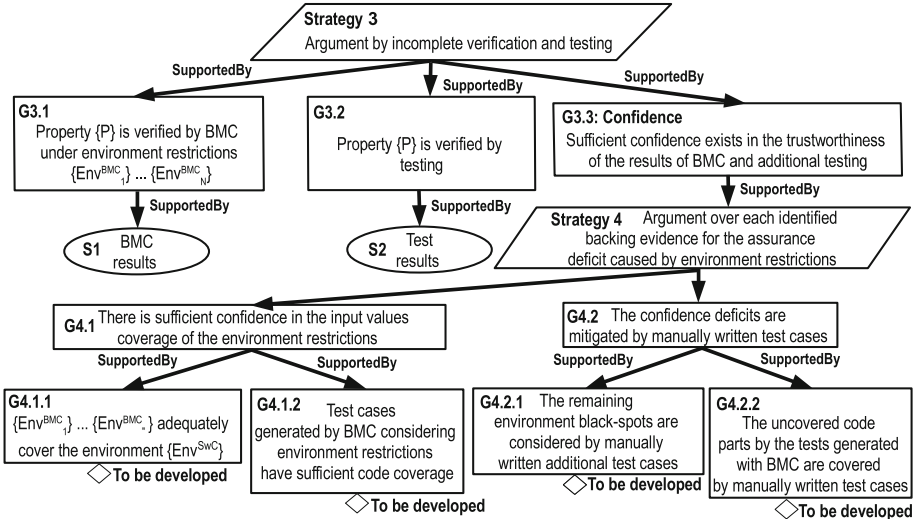 Strategy 3
Argument by incomplete verification and testing
SupportedBy
SupportedBy
SupportedBy
G3.1
Property {P} is verified by BMC
under environment restrictions
{Env^BMC_1} ... {Env^BMC_N}
G3.2
Property {P} is verified by
testing
G3.3: Confidence
Sufficient confidence exists in the trustworthiness
of the results of BMC and additional testing
SupportedBy
SupportedBy
SupportedBy
S1 BMC
results
S2 Test
results
Strategy 4 Argument over each identified
backing evidence for the assurance
deficit caused by environment restrictions
G4.1 There is sufficient confidence in the input values
coverage of the environment restrictions
G4.2 The confidence deficits are
mitigated by manually written test cases
SupportedBy
SupportedBy
SupportedBy
SupportedBy
G4.1.1
{Env^BMC_1} ... {Env^BMC_"} adequately
cover the environment {Env^SwC}
To be developed
G4.1.2 Test cases
generated by BMC considering
environment restrictions
have sufficient code coverage
To be developed
G4.2.1 The remaining
environment black-spots are
considered by manually
written additional test cases
To be developed
G4.2.2
The uncovered code
parts by the tests generated
with BMC are covered
by manually written test cases
To be developed